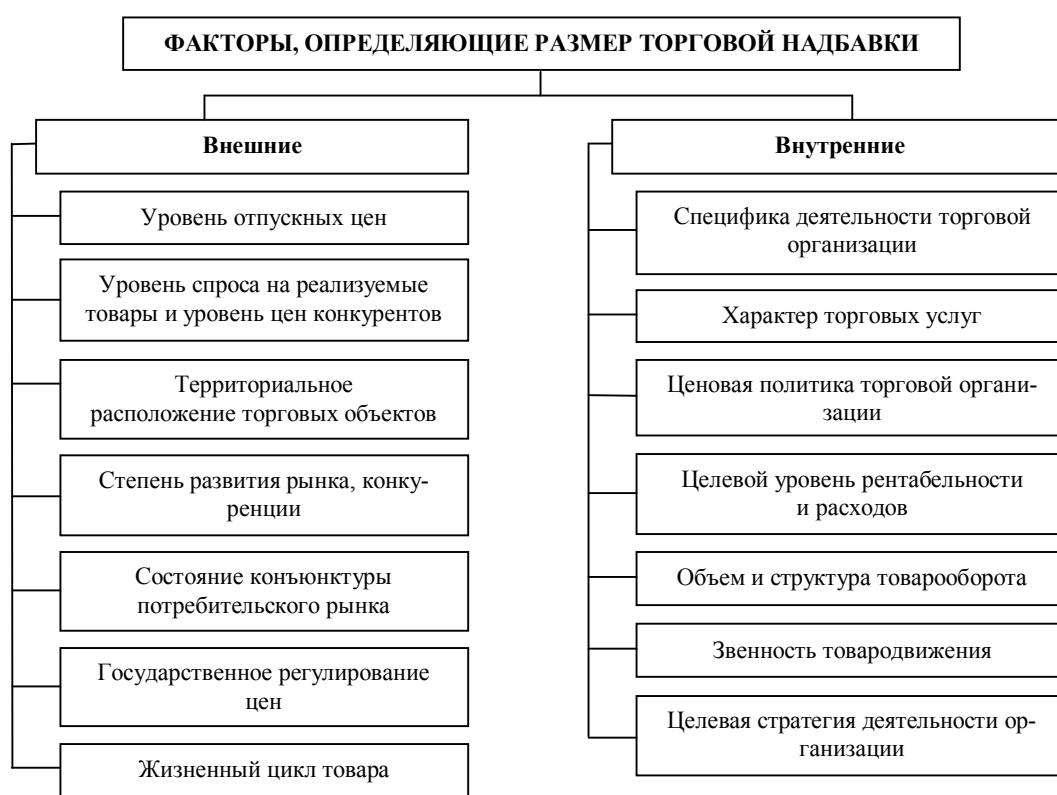 ФАКТОРЫ, ОПРЕДЕЛЯЮЩИЕ РАЗМЕР ТОРГОВОЙ НАДБАВКИ
Внешние
Уровень отпускных цен
Уровень спроса на реализуемые
товары и уровень цен конкурентов
Территориальное
расположение торговых объектов
Степень развития рынка, конку-
ренции
Состояние конъюнктуры
потребительского рынка
Государственное регулирование
цен
Жизненный цикл товара
Внутренние
Специфика деятельности торговой
организации
Характер торговых услуг
Ценовая политика торговой органи-
зации
Целевой уровень рентабельности
и расходов
Объем и структура товарооборота
Звенность товародвижения
Целевая стратегия деятельности ор-
ганизации